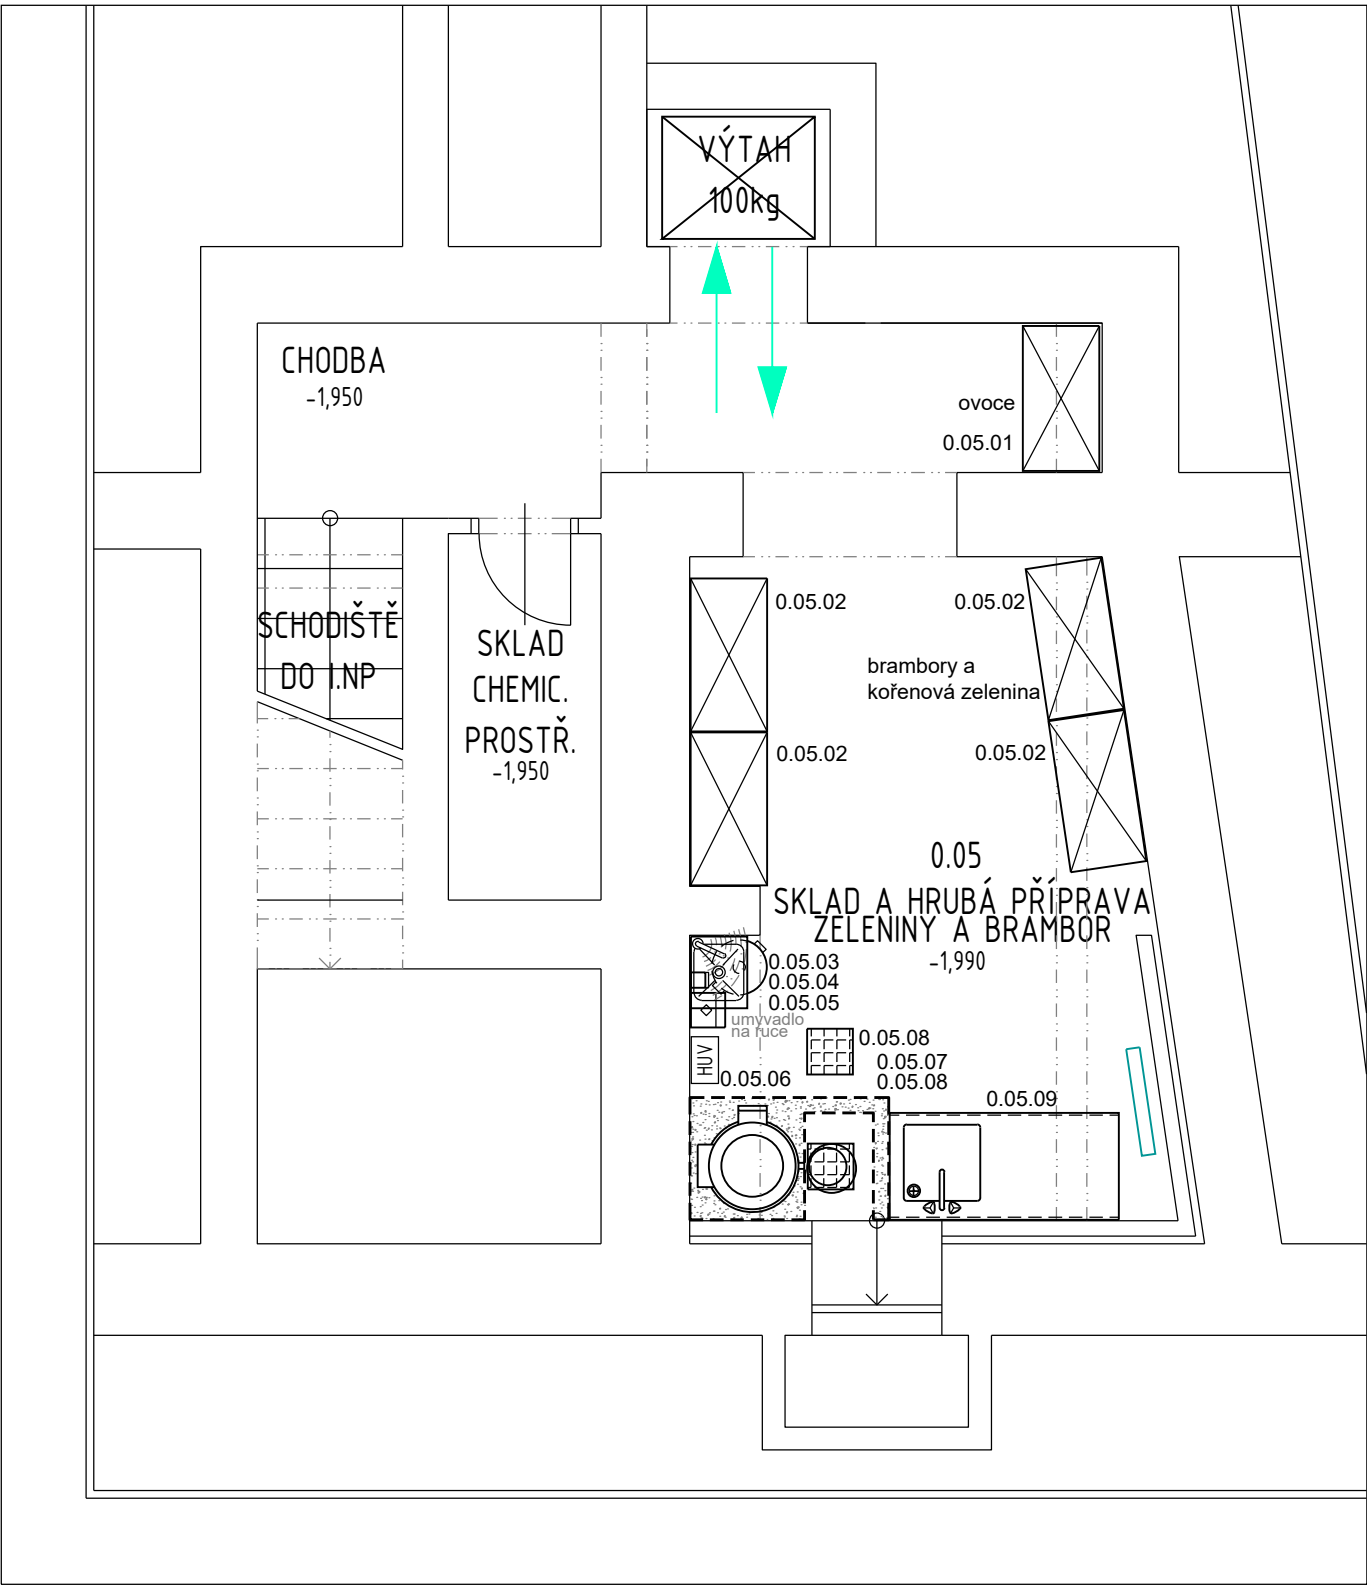 VÝTAH
100kg
CHODBA
-1,950
ovoce
0.05.01
SCHODIŠTĚ
DO I.NP
SKLAD
CHEMIC.
PROSTŘ.
-1,950
0.05.02
0.05.02
brambory a
kořenová zelenina
0.05.02
0.05.02
0.05
SKLAD A HRUBÁ PŘÍPRAVA
ZELENINY A BRAMBOR
-1,990
0.05.03
0.05.04
0.05.05
umyvadlo
na ruce
HUV
0.05.06
0.05.08
0.05.07
0.05.08
0.05.09